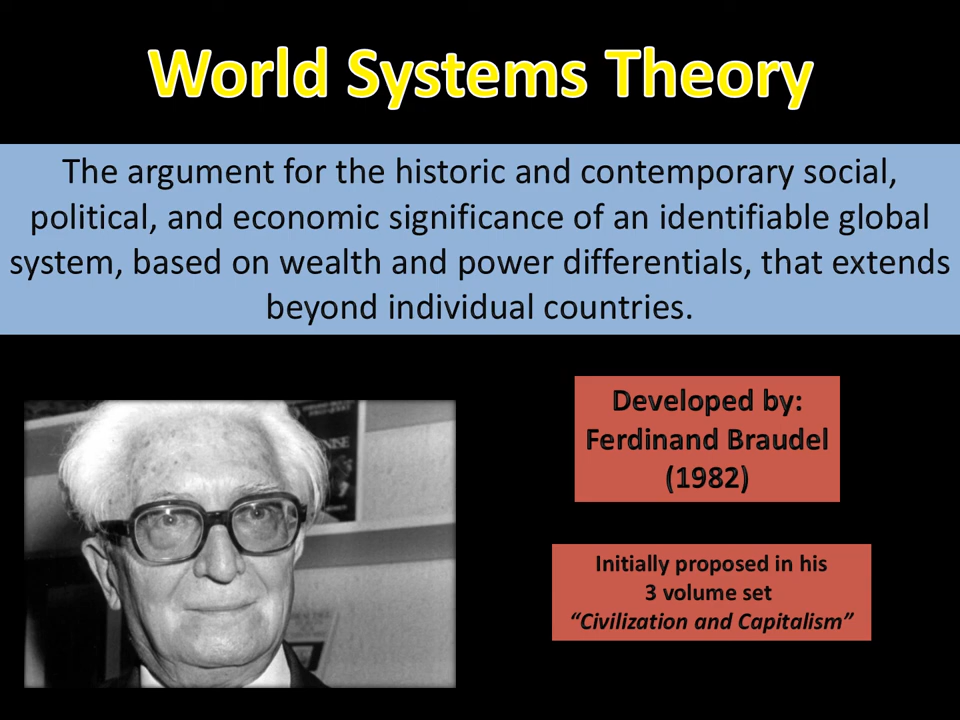 World Systems Theory
The argument for the historic and contemporary social,
political, and economic significance of an identifiable global
system, based on wealth and power differentials, that extends
beyond individual countries.
Developed by:
Ferdinand Braudel
(1982)
Initially proposed in his
3 volume set
“Civilization and Capitalism”